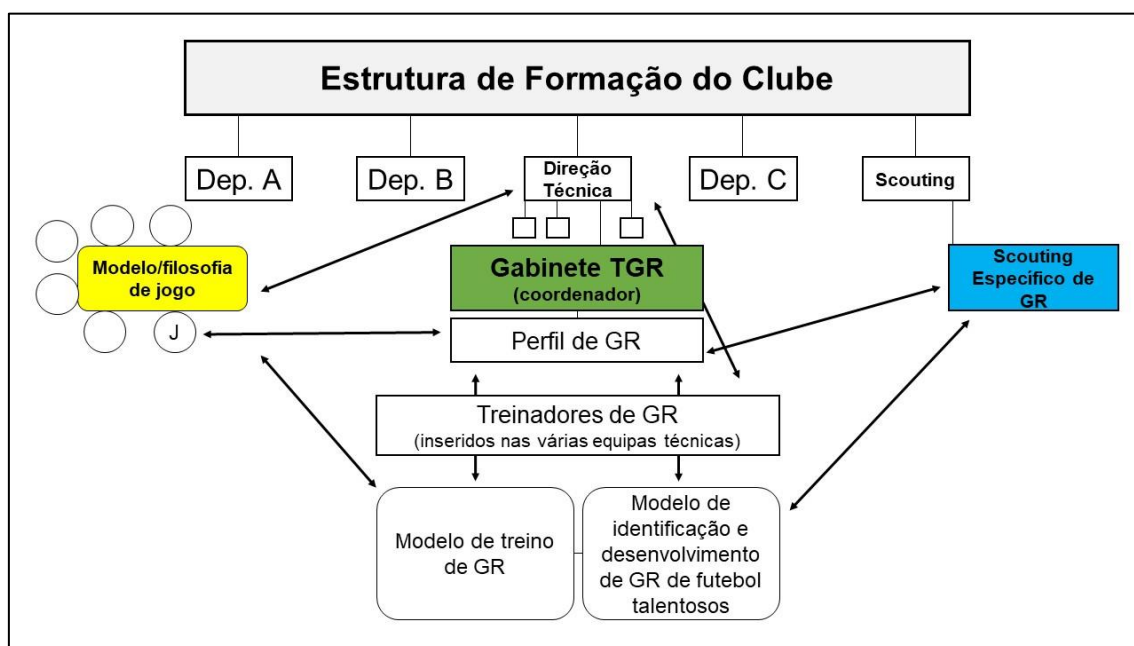 Estrutura de Formação do Clube
Dep. A
Dep. B
Direção
Técnica
Dep. C
Scouting
Modelo/filosofia
de jogo
J
Gabinete TGR
(coordenador)
Perfil de GR
Scouting
Especifico de
GR
Treinadores de GR
(inseridos nas várias equipas técnicas)
Modelo de treino
de GR
Modelo de
identificação e
desenvolvimento
de GR de futebol
talentosos